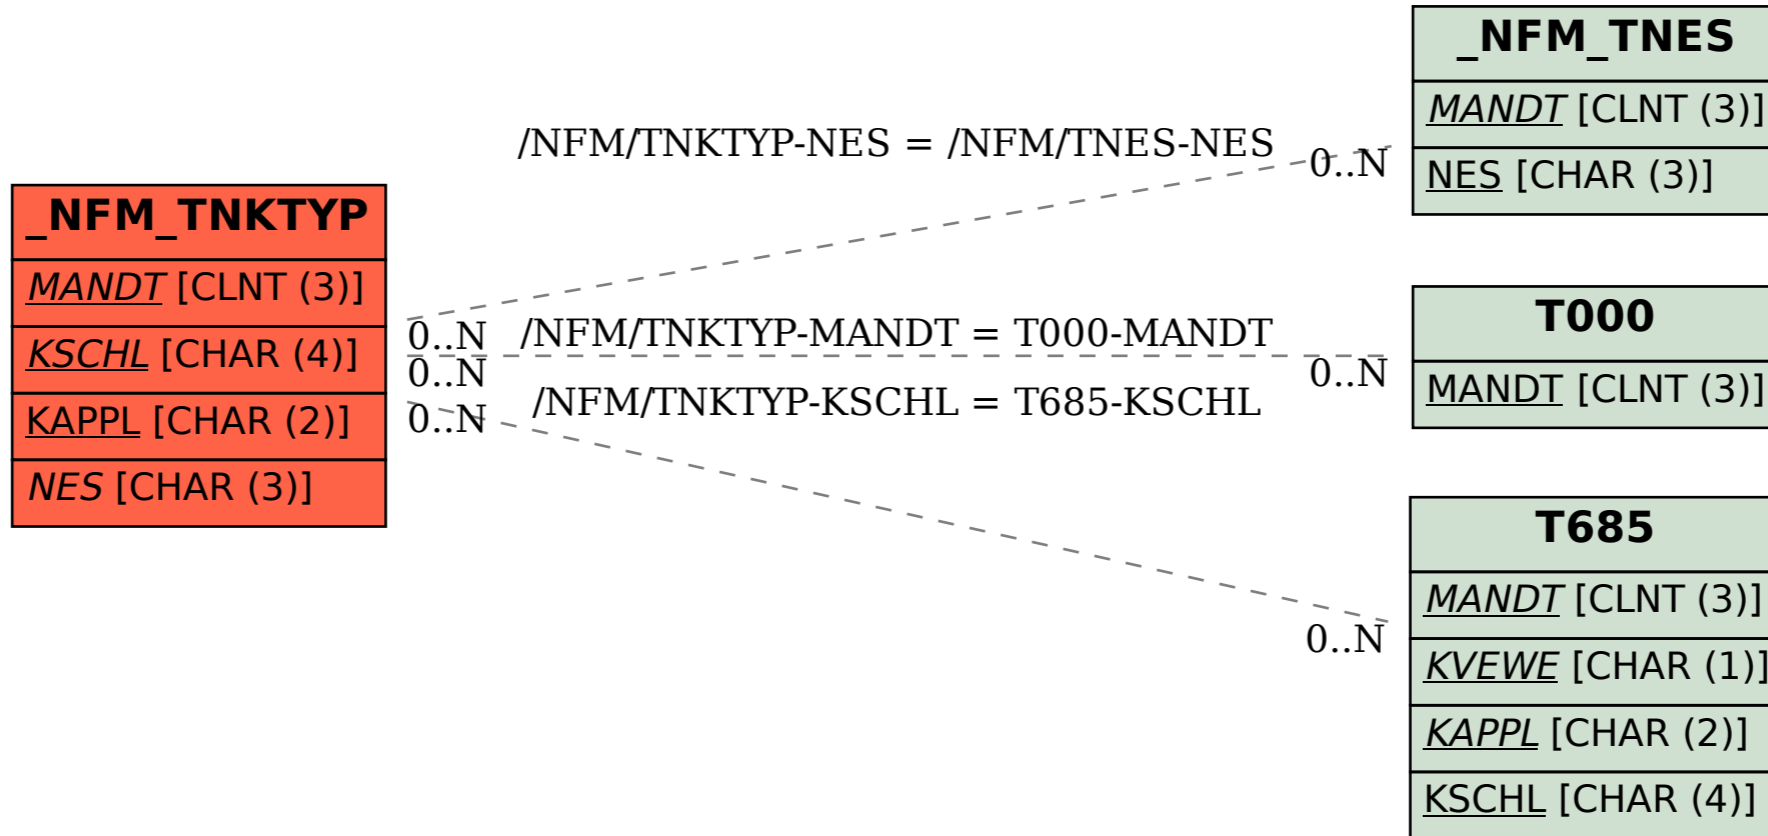 _NFM_TNKTYP
MANDT [CLNT (3)]
KSCHL [CHAR (4)]
KAPPL [CHAR (2)]
NES [CHAR (3)]
/NFM/TNKTYP-NES = /NFM/TNES-NES
0..N
0..N
/NFM/TNKTYP-MANDT = T000-MANDT
0..N
0..N
/NFM/TNKTYP-KSCHL = T685-KSCHL
0..N
0..N
_NFM_TNES
MANDT [CLNT (3)]
NES [CHAR (3)]
T000
MANDT [CLNT (3)]
T685
MANDT [CLNT (3)]
KVEWE [CHAR (1)]
KAPPL [CHAR (2)]
KSCHL [CHAR (4)]